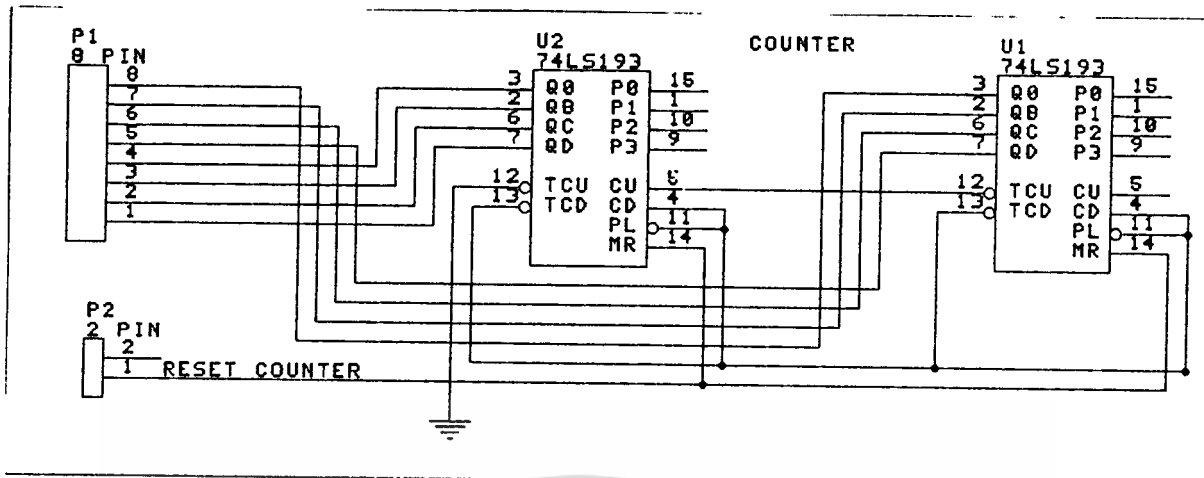 P1
8 PIN
8
7
6
5
4
3
2
1
P2
2 PIN
2
1
RESET COUNTER
U2
74LS193
3 Q0 P0 15
2 QB P1 1
6 QC P2 10
7 QD P3 9
12 TCU CU 5
13 TCD CD 4
PL 11
MR 14
COUNTER
U1
74LS193
3 Q0 P0 15
2 QB P1 1
6 QC P2 10
7 QD P3 9
12 TCU CU 5
13 TCD CD 4
PL 11
MR 14